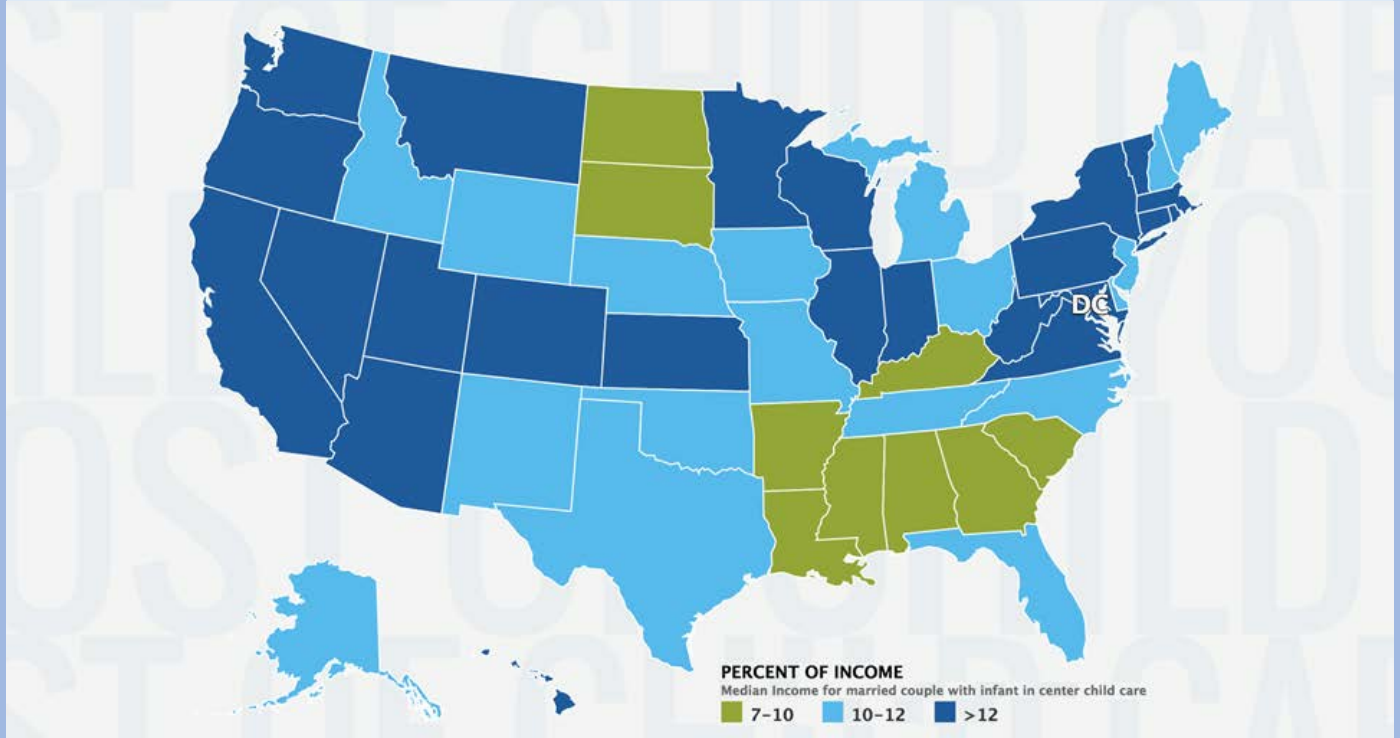 DC
PERCENT OF INCOME
Median Income for married couple with infant in center child care
7-10 10-12 >12